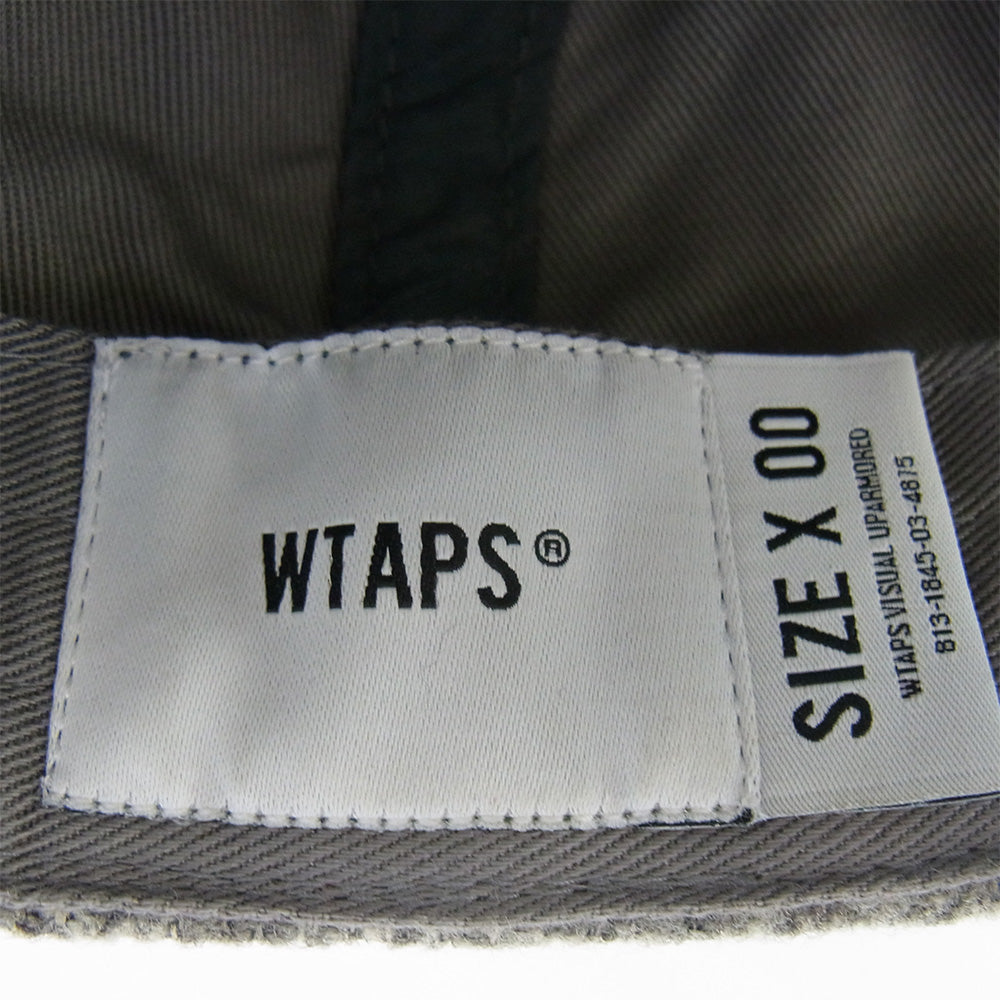 WTAPS®
SIZE X 00
WTAPS VISUAL UPARMORED
813-1845-03-4875